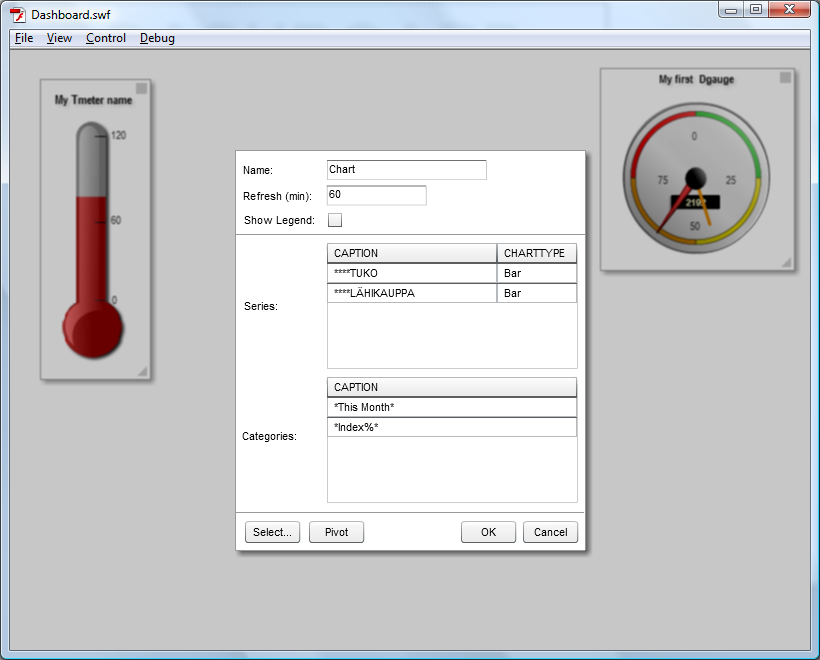 Dashboard.swf
File View Control Debug
My Tmeter name
120
60
0
My first Dgauge
0
75 25
2192
50
Name: Chart
Refresh (min): 60
Show Legend:
Series:
CAPTION CHARTTYPE
****TUKO Bar
****LÄHIKAUPPA Bar
Categories:
CAPTION
*This Month*
*Index%*
Select... Pivot OK Cancel